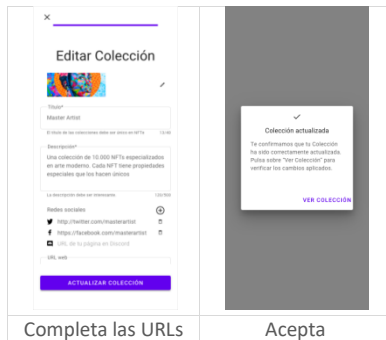 Editar Colección
Título*
Master Artist
El título de las colecciones debe ser único en NFTs 13/40
Descripción*
Una colección de 10.000 NFTs especializados
en arte moderno. Cada NFT tiene propiedades
especiales que los hacen únicos
La descripción debe ser
Redes sociales
http://twitter.com/masterartist
https://facebook.com/masterartist
URL de tu página en Discord
URL web
ACTUALIZAR COLECCIÓN
Completa las URLs
Colección actualizada
Te confirmamos que tu Colección
ha sido correctamente actualizada.
Pulsa sobre "Ver Colección" para
verificar los cambios aplicados.
VER COLECCIÓN
Acepta